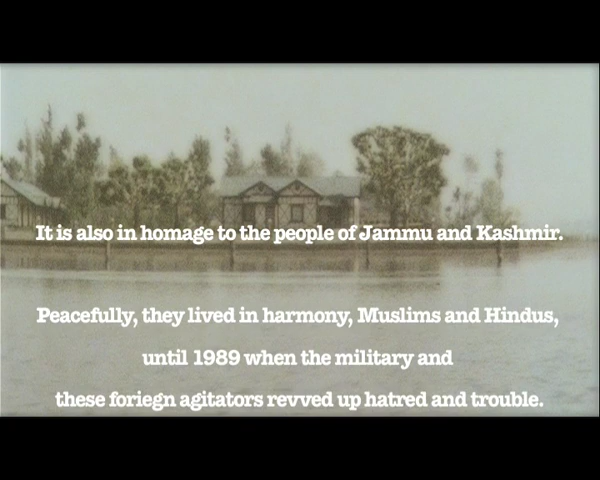 It is also in homage to the people of Jammu and Kashmir.
Peacefully, they lived in harmony, Muslims and Hindus,
until 1989 when the military and
these foriegn agitators revved up hatred and trouble.